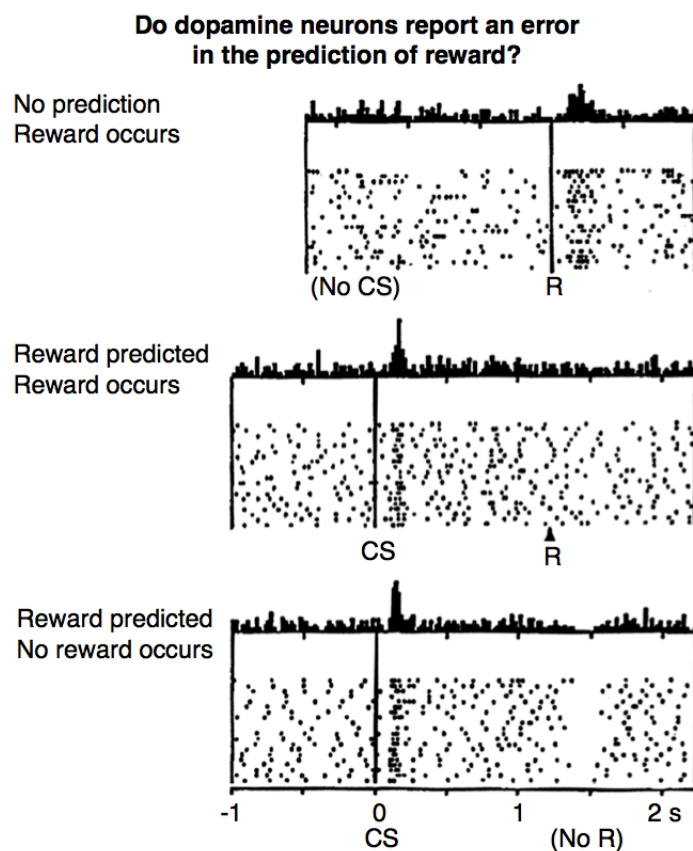 Do dopamine neurons report an error
in the prediction of reward?
No prediction
Reward occurs
(No CS) R
Reward predicted
Reward occurs
CS R
Reward predicted
No reward occurs
-1 0 1 2 s
CS (No R)